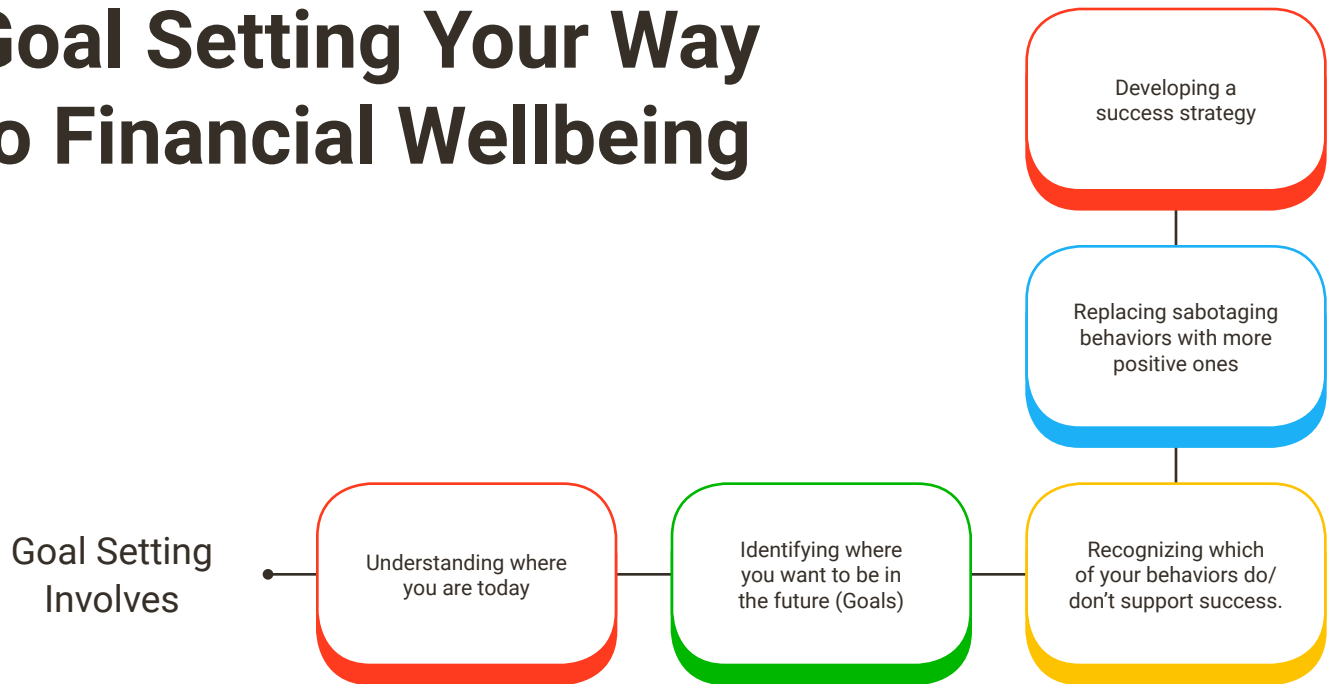 Goal Setting Your Way
o Financial Wellbeing
Goal Setting
Involves
Understanding where
you are today
Identifying where
you want to be in
the future (Goals)
Recognizing which
of your behaviors do/
don’t support success.
Replacing sabotaging
behaviors with more
positive ones
Developing a
success strategy